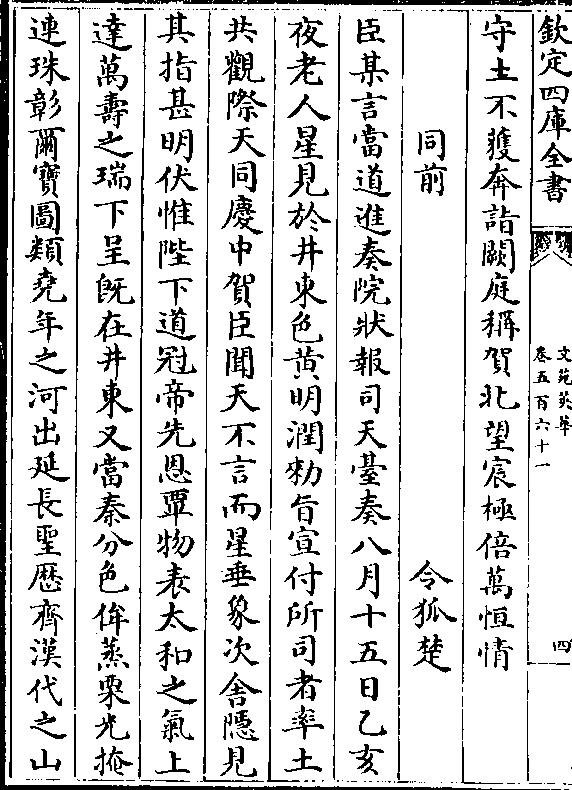 欽定四庫全書
文苑英華
卷五百六十一
四
守土不獲奔詣闕庭稱賀北望宸極倍萬恒情
同前
令狐楚
臣某言當道進奏院狀報司天臺奏八月十五日乙亥
夜老人星見於井東色黃明潤勑旨宣付所司者率土
共觀際天同慶中賀臣聞天不言而星垂象次舍隱見
其指甚明伏惟陛下道冠帝先恩覃物表太和之氣上
達萬壽之瑞下呈旣在井東又當秦分色侔蒸栗光掩
連珠彰爾寶圖類堯年之河出延長聖歴齊漢代之山